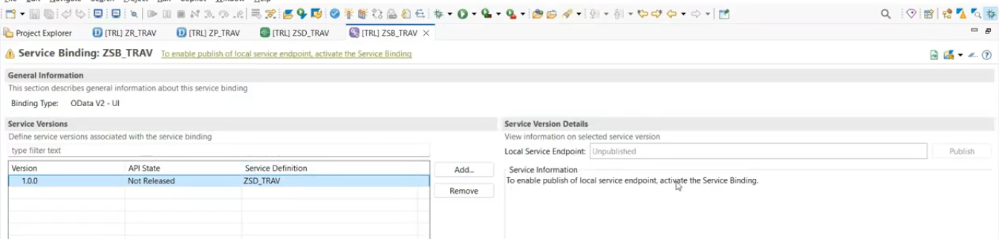 Project Explorer [TRL] ZR_TRAV [TRL] ZP_TRAV [TRL] ZSD_TRAV [TRL] ZSB_TRAV
Service Binding: ZSB_TRAV To enable publish of local service endpoint, activate the Service Binding
General Information
This section describes general information about this service binding
Binding Type: OData V2 - UI
Service Versions
Define service versions associated with the service binding
type filter text
Version API State Service Definition
1.0.0 Not Released ZSD_TRAV
Add...
Remove
Service Version Details
View information on selected service version
Local Service Endpoint: Unpublished Publish
Service Information
To enable publish of local service endpoint, activate the Service Binding.